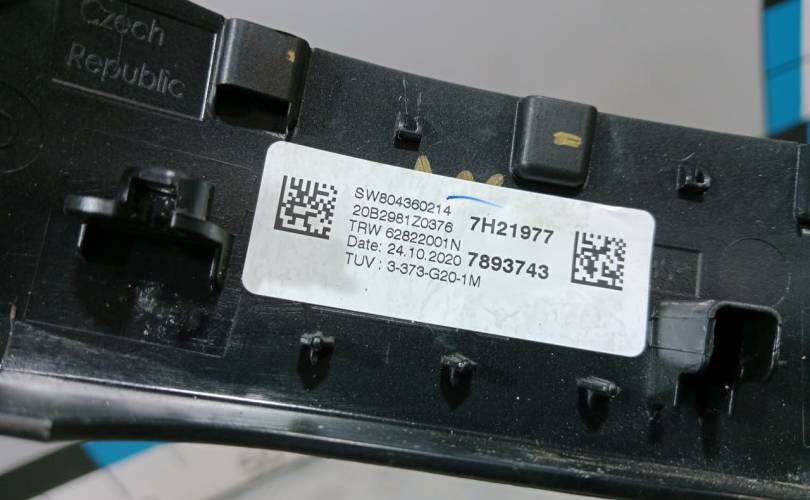 Czech
Republic
SW804360214
20B2981Z0376 7H21977
TRW 62822001N
Date: 24.10.2020 7893743
TUV : 3-373-G20-1M